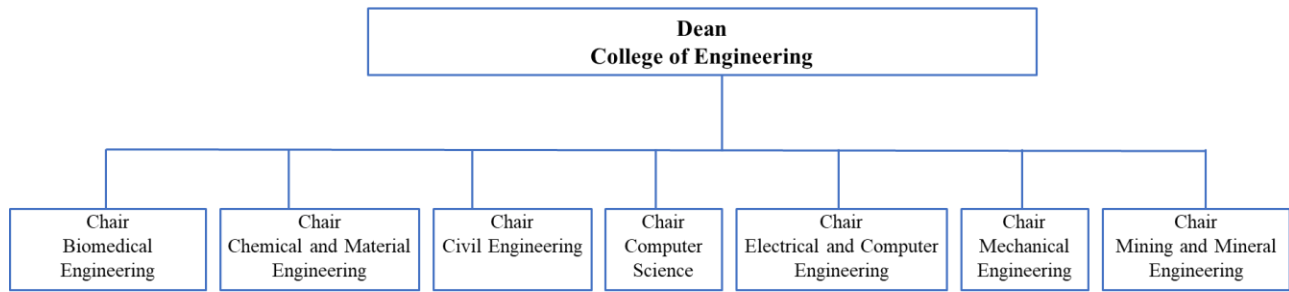 Dean
College of Engineering
Chair
Biomedical
Engineering
Chair
Chemical and Material
Engineering
Chair
Civil Engineering
Chair
Computer
Science
Chair
Electrical and Computer
Engineering
Chair
Mechanical
Engineering
Chair
Mining and Mineral
Engineering